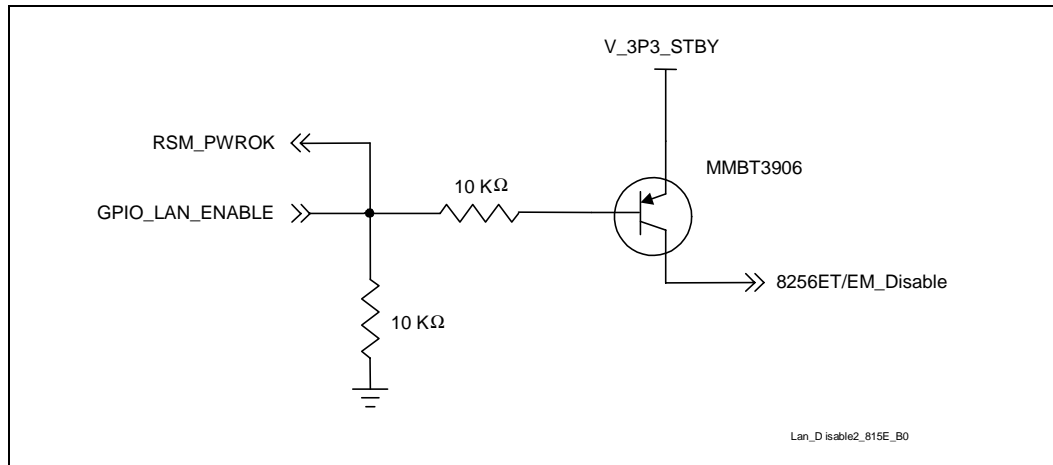 V_3P3_STBY
RSM_PWROK
MMBT3906
10 KΩ
GPIO_LAN_ENABLE
8256ET/EM_Disable
10 KΩ
Lan_D isable2_815E_B0